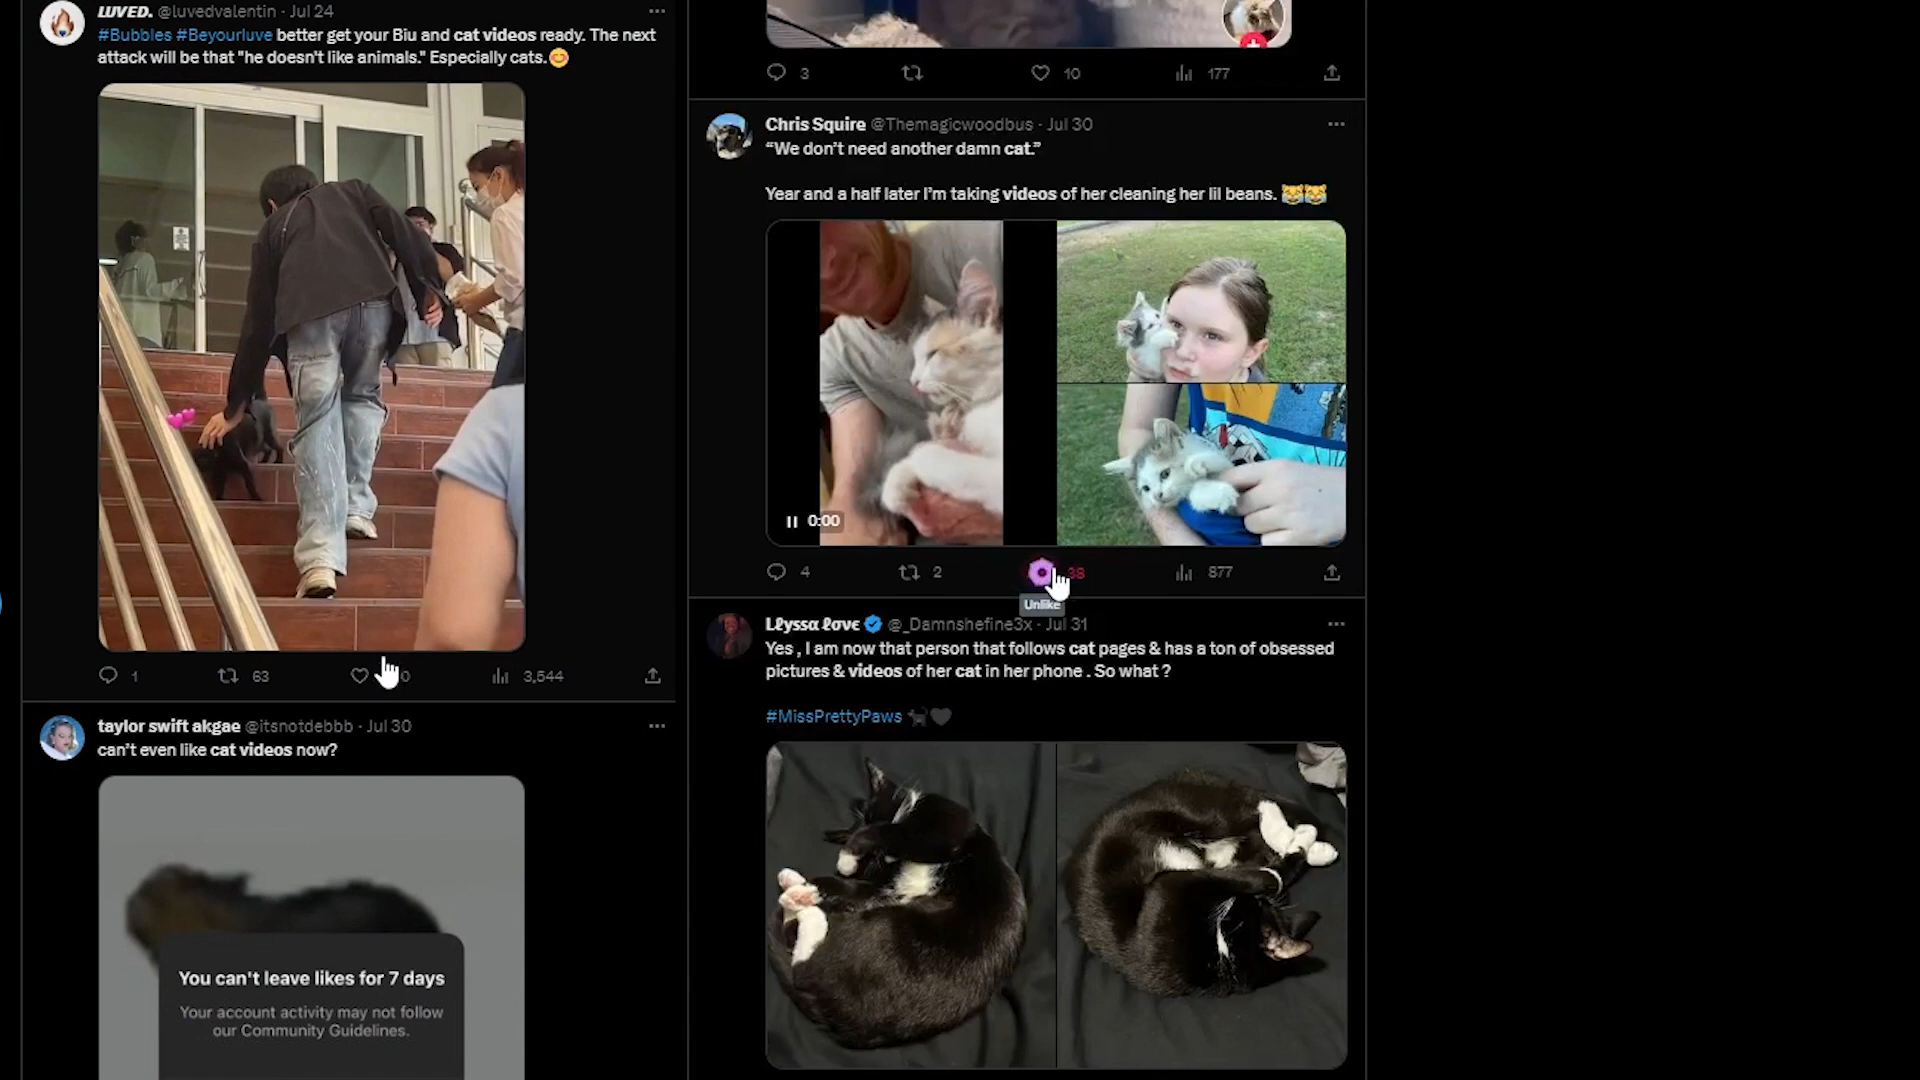 LUVED. @luvedvalentin · Jul 24
#Bubbles #Beyourluve better get your Biu and cat videos ready. The next
attack will be that "he doesn't like animals." Especially cats.😊
1 63 0 3,544
taylor swift akgae @itsnotdebbb · Jul 30
can't even like cat videos now?
You can't leave likes for 7 days
Your account activity may not follow
our Community Guidelines.
3 10 177
Chris Squire @Themagicwoodbus · Jul 30
“We don't need another damn cat.”
Year and a half later I'm taking videos of her cleaning her lil beans. 😹😹
0:00
4 2 38 877
Unlike
Lℓyssα ℓσvє @_Damnshefine3x · Jul 31
Yes , I am now that person that follows cat pages & has a ton of obsessed
pictures & videos of her cat in her phone . So what ?
#MissPrettyPaws 🐈‍⬛🖤